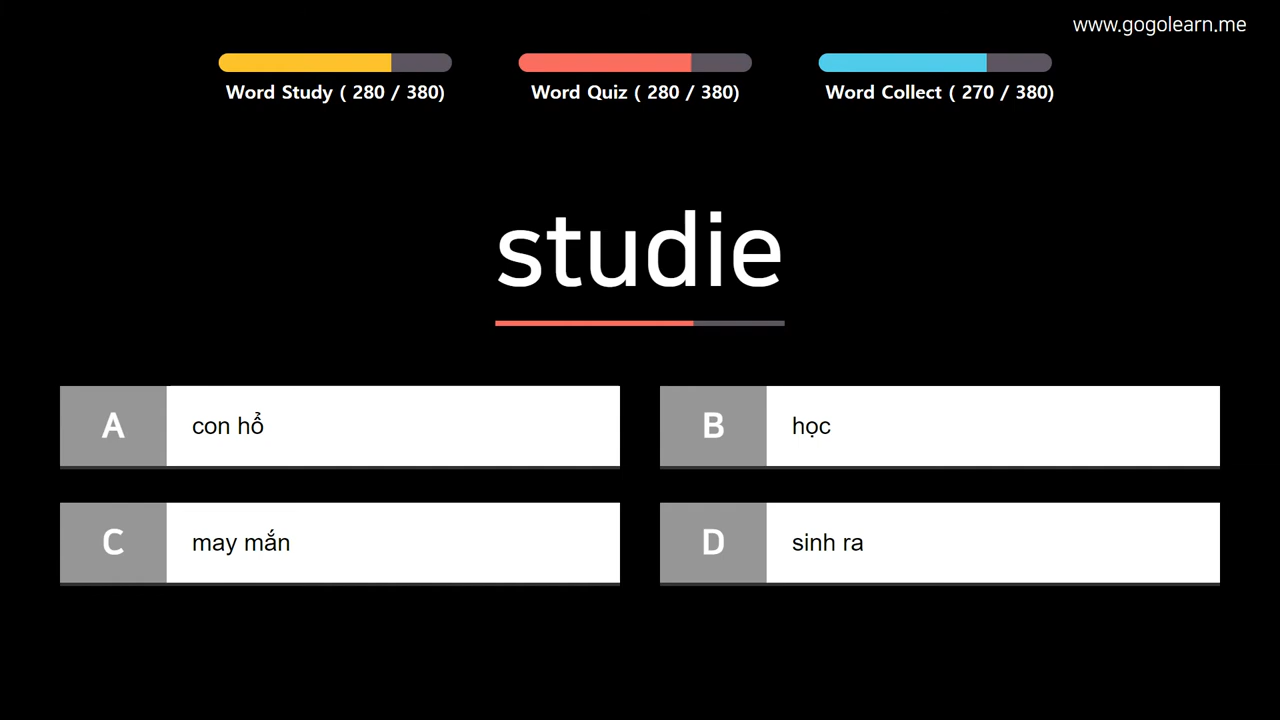 www.gogolearn.me
Word Study ( 280 / 380)
Word Quiz ( 280 / 380)
Word Collect ( 270 / 380)
studie
A con hổ
B học
C may mắn
D sinh ra